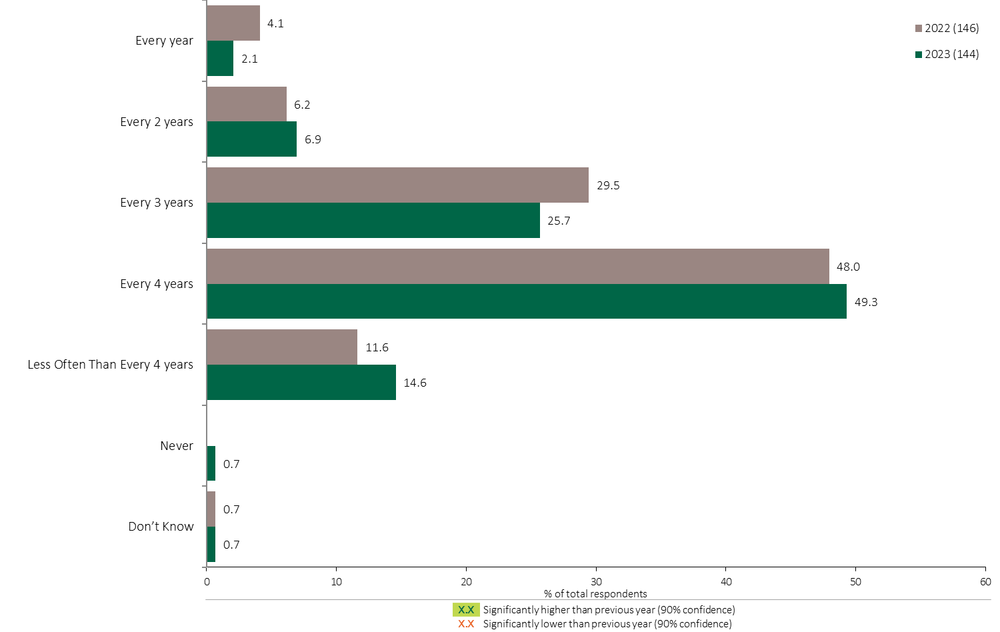 2022 (146)
2023 (144)
Every year
4.1
2.1
Every 2 years
6.2
6.9
Every 3 years
29.5
25.7
Every 4 years
48.0
49.3
Less Often Than Every 4 years
11.6
14.6
Never
0.7
Don’t Know
0.7
0.7
0 10 20 30 40 50 60
% of total respondents
X.X Significantly higher than previous year (90% confidence)
X.X Significantly lower than previous year (90% confidence)